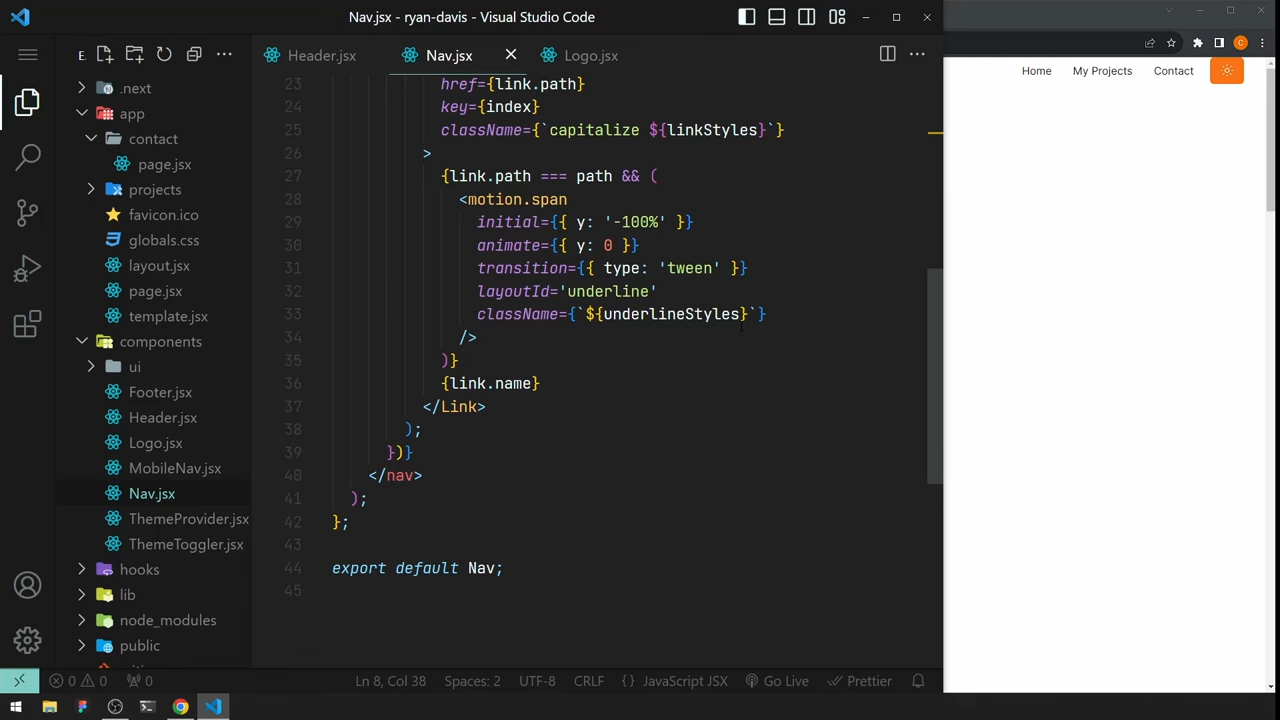 Nav.jsx - ryan-davis - Visual Studio Code
E
Header.jsx
Nav.jsx
Logo.jsx
.next
app
contact
page.jsx
projects
favicon.ico
globals.css
layout.jsx
page.jsx
template.jsx
components
ui
Footer.jsx
Header.jsx
Logo.jsx
MobileNav.jsx
Nav.jsx
ThemeProvider.jsx
ThemeToggler.jsx
hooks
lib
node_modules
public
23 href={link.path}
24 key={index}
25 className={`capitalize ${linkStyles}`}
26 >
27 {link.path === path && (
28 <motion.span
29 initial={{ y: '-100%' }}
30 animate={{ y: 0 }}
31 transition={{ type: 'tween' }}
32 layoutId='underline'
33 className={`${underlineStyles}`}
34 />
35 )}
36 {link.name}
37 </Link>
38 );
39 })}
40 </nav>
41 );
42 };
43
44 export default Nav;
45
Home My Projects Contact
C
0 0 0 Ln 8, Col 38 Spaces: 2 UTF-8 CRLF {} JavaScript JSX Go Live Prettier